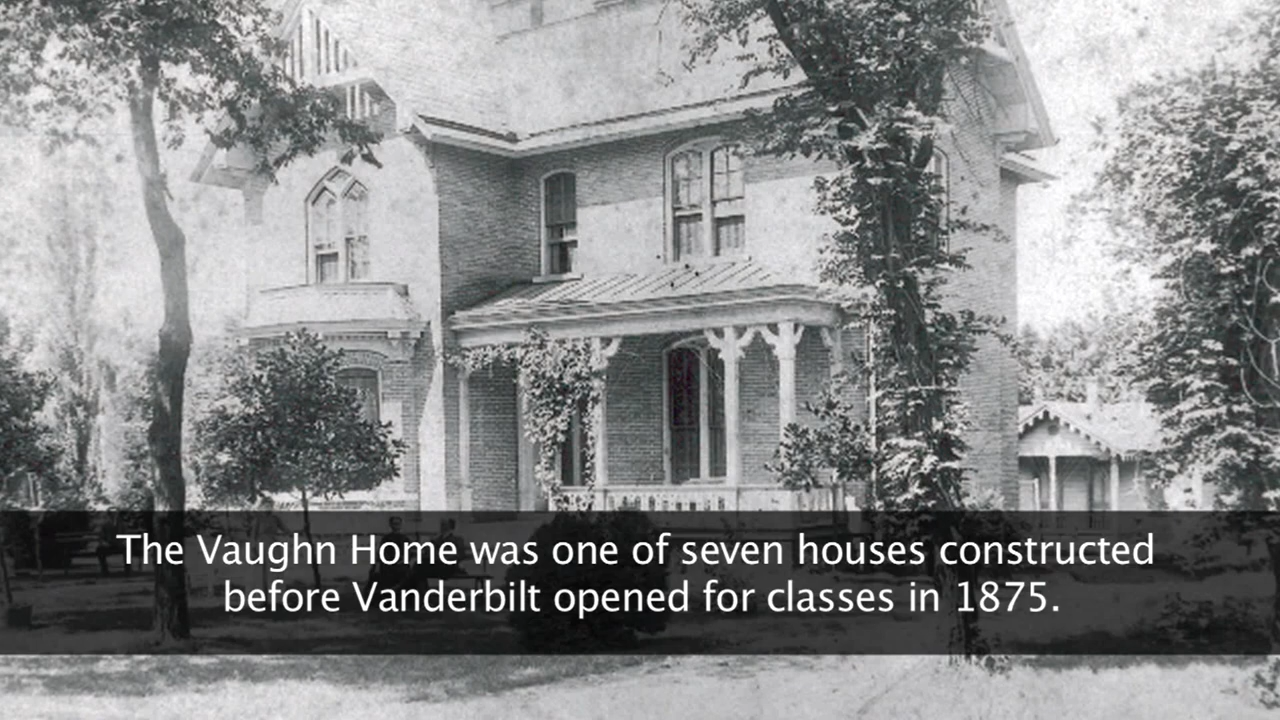 The Vaughn Home was one of seven houses constructed
before Vanderbilt opened for classes in 1875.